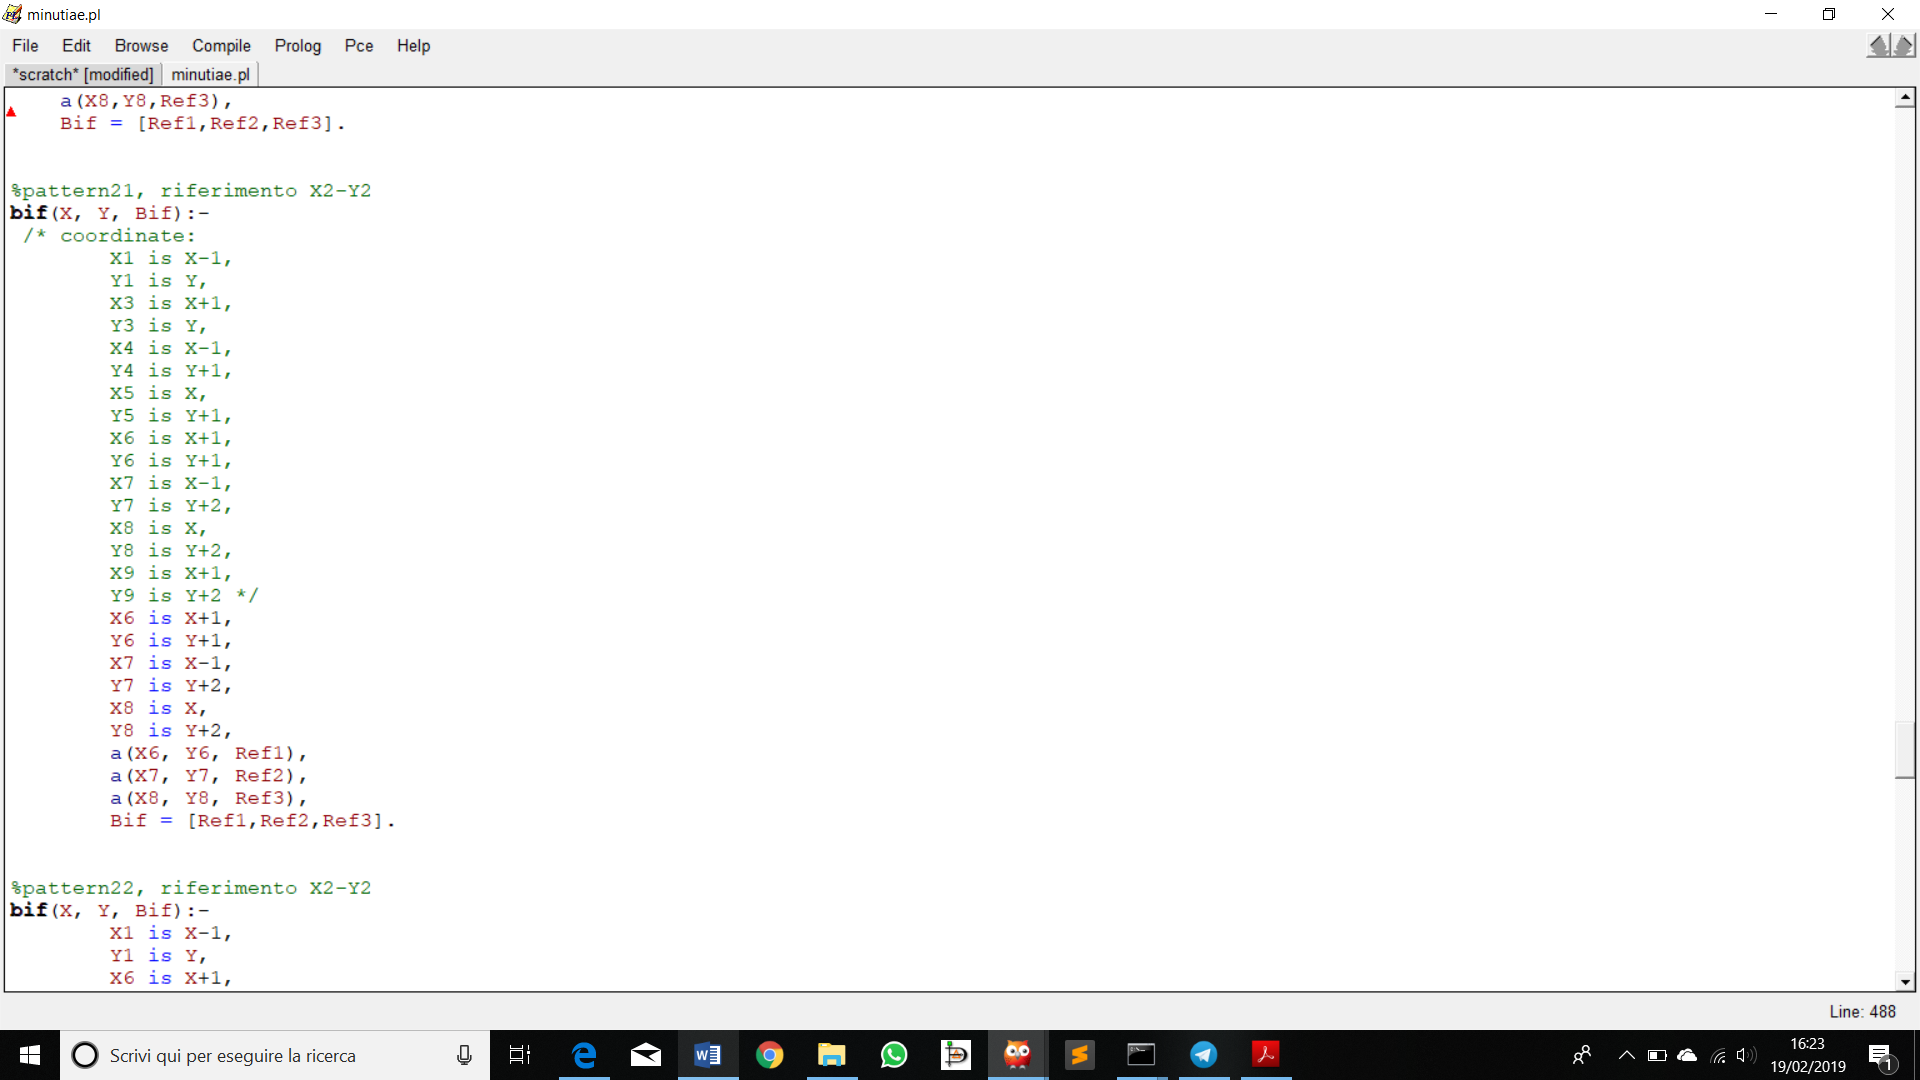 minutiae.pl
File Edit Browse Compile Prolog Pce Help
*scratch* [modified] minutiae.pl
a(X8,Y8,Ref3),
Bif = [Ref1,Ref2,Ref3].
%pattern21, riferimento X2-Y2
bif(X, Y, Bif):-
/* coordinate:
X1 is X-1,
Y1 is Y,
X3 is X+1,
Y3 is Y,
X4 is X-1,
Y4 is Y+1,
X5 is X,
Y5 is Y+1,
X6 is X+1,
Y6 is Y+1,
X7 is X-1,
Y7 is Y+2,
X8 is X,
Y8 is Y+2,
X9 is X+1,
Y9 is Y+2 */
X6 is X+1,
Y6 is Y+1,
X7 is X-1,
Y7 is Y+2,
X8 is X,
Y8 is Y+2,
a(X6, Y6, Ref1),
a(X7, Y7, Ref2),
a(X8, Y8, Ref3),
Bif = [Ref1,Ref2,Ref3].
%pattern22, riferimento X2-Y2
bif(X, Y, Bif):-
X1 is X-1,
Y1 is Y,
X6 is X+1,
Line: 488
Scrivi qui per eseguire la ricerca
16:23
19/02/2019
1